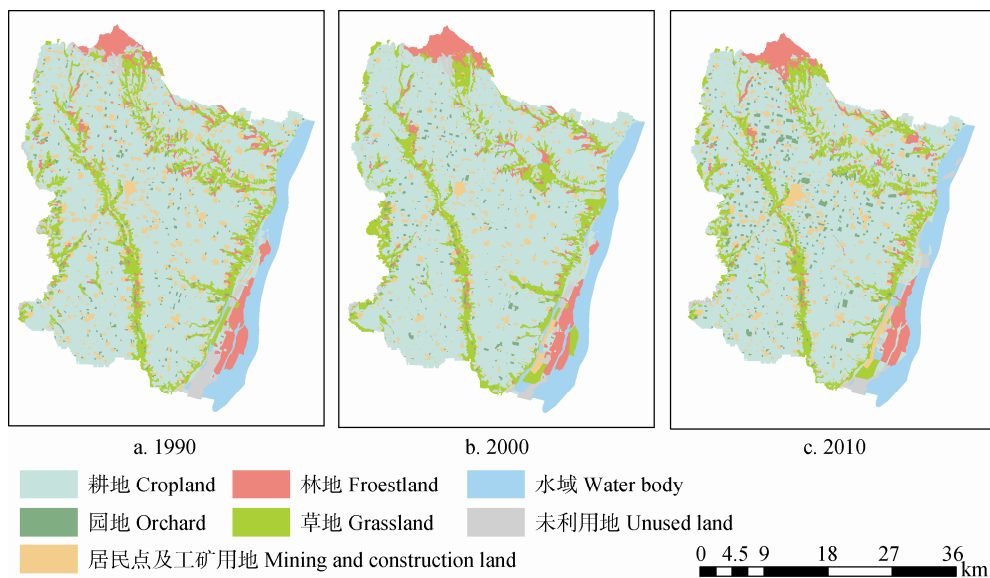 a. 1990
b. 2000
c. 2010
耕地 Cropland
林地 Froestland
水域 Water body
园地 Orchard
草地 Grassland
未利用地 Unused land
居民点及工矿用地 Mining and construction land
0 4.5 9 18 27 36
km